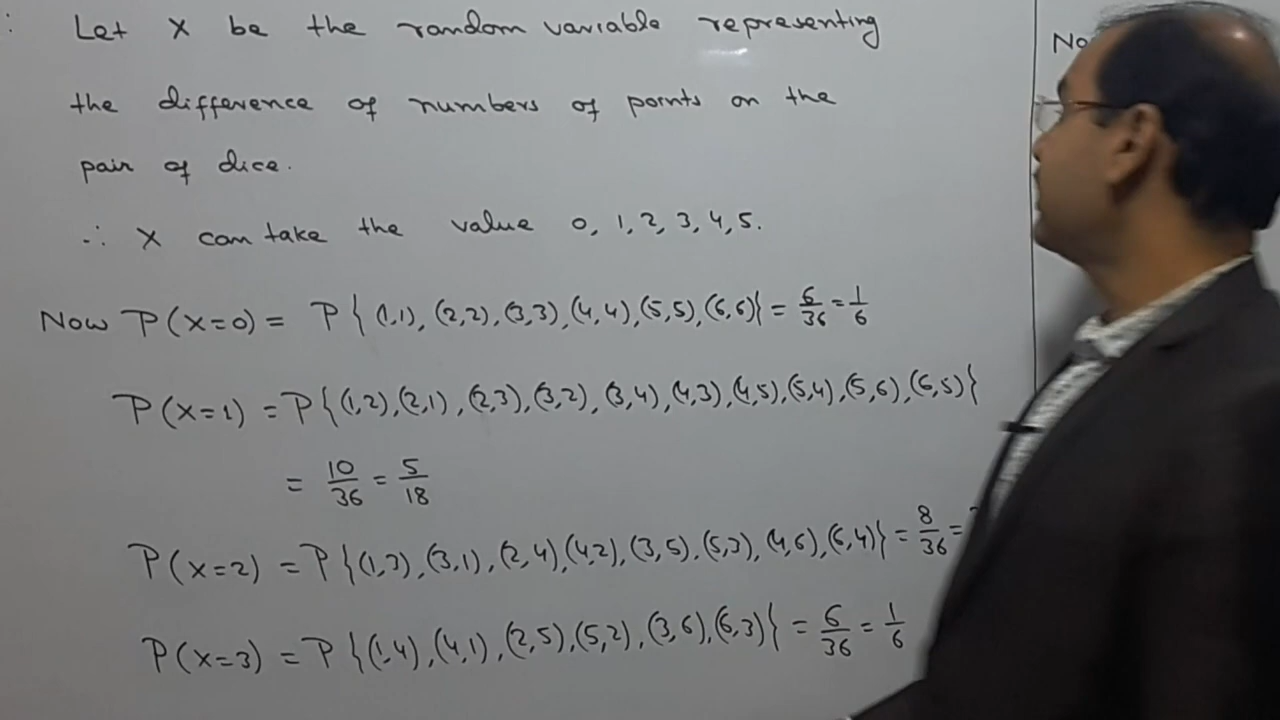 : Let X be the random variable representing
the difference of numbers of points on the
pair of dice.
∴ X can take the value 0, 1, 2, 3, 4, 5.
Now P(X=0) = P{(1,1), (2,2), (3,3), (4,4), (5,5), (6,6)} = 6/36 = 1/6
P(X=1) = P{(1,2), (2,1), (2,3), (3,2), (3,4), (4,3), (4,5), (5,4), (5,6), (6,5)}
= 10/36 = 5/18
P(X=2) = P{(1,3), (3,1), (2,4), (4,2), (3,5), (5,3), (4,6), (6,4)} = 8/36 =
P(X=3) = P{(1,4), (4,1), (2,5), (5,2), (3,6), (6,3)} = 6/36 = 1/6